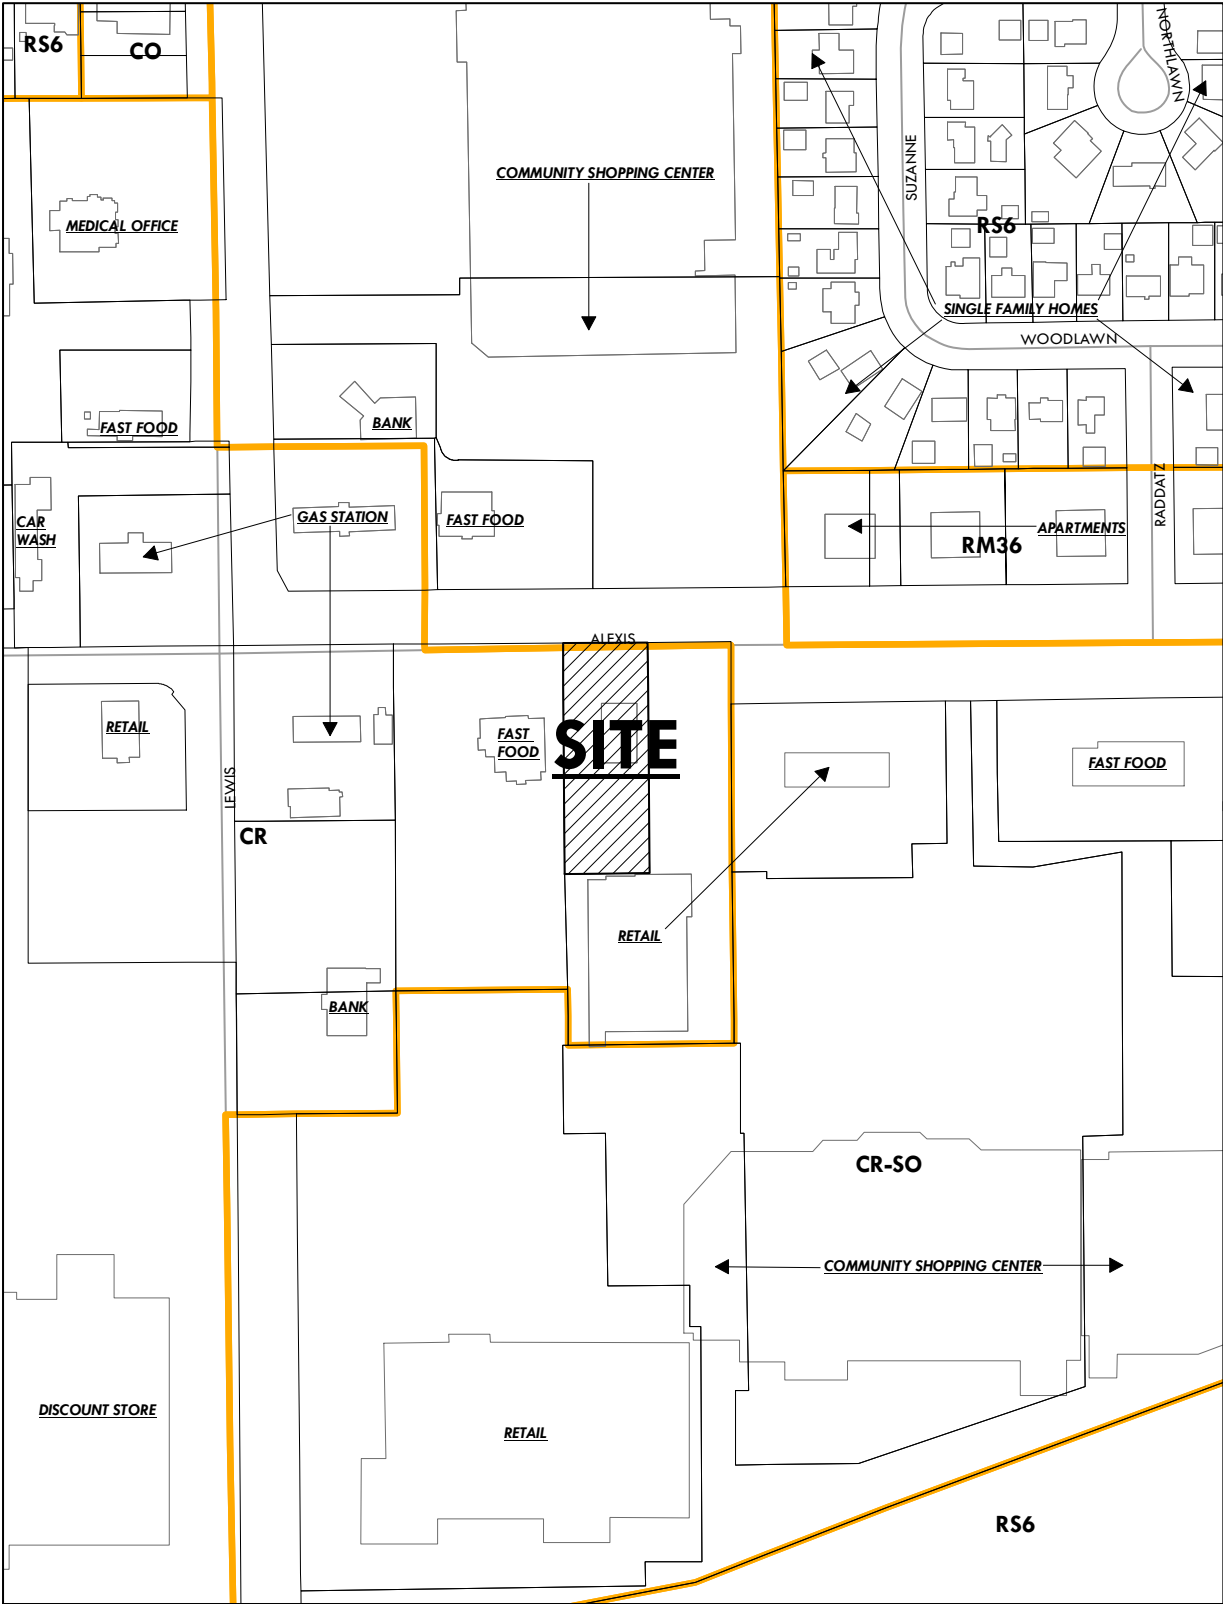 RS6
CO
NORTHLAWN
COMMUNITY SHOPPING CENTER
SUZANNE
MEDICAL OFFICE
RS6
SINGLE FAMILY HOMES
WOODLAWN
FAST FOOD
BANK
RADDATZ
CAR
WASH
GAS STATION
FAST FOOD
APARTMENTS
RM36
ALEXIS
RETAIL
FAST
FOOD
SITE
FAST FOOD
LEWIS
CR
RETAIL
BANK
CR-SO
COMMUNITY SHOPPING CENTER
DISCOUNT STORE
RETAIL
RS6